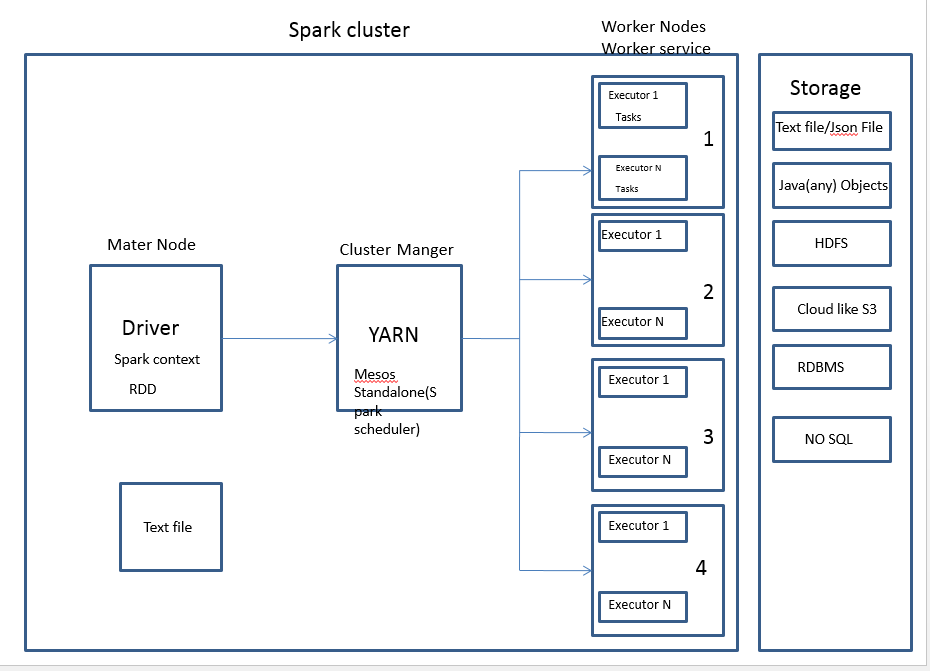 Spark cluster
Worker Nodes
Worker service
Storage
Executor 1
Tasks
1
Executor N
Tasks
Executor 1
2
Executor N
Executor 1
3
Executor N
Executor 1
4
Executor N
Mater Node
Driver
Spark context
RDD
Cluster Manger
YARN
Mesos
Standalone(S
park
scheduler)
Text file
Text file/Json File
Java(any) Objects
HDFS
Cloud like S3
RDBMS
NO SQL